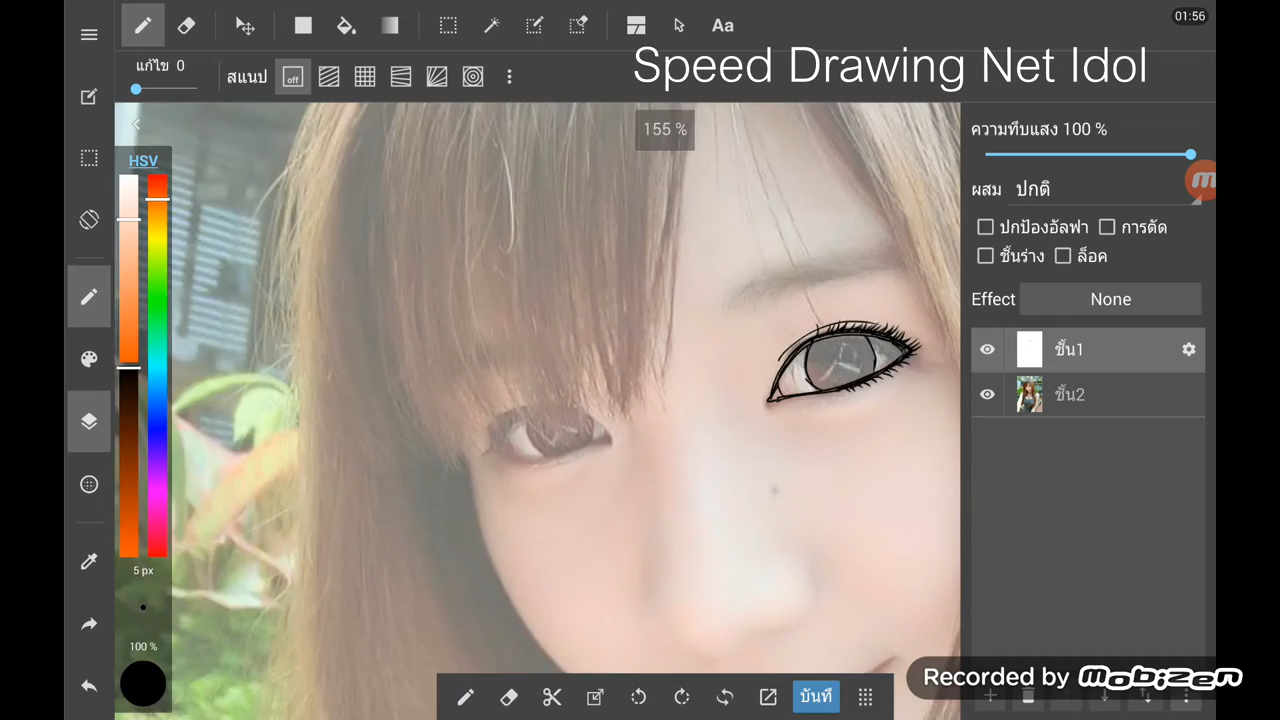 01:56
Aa
Speed Drawing Net Idol
แก้ไข 0
สแนป
off
155 %
HSV
ความทึบแสง 100 %
ผสม ปกติ
ปกป้องอัลฟา การตัด
ชั้นร่าง ล็อค
Effect None
ชั้น1
ชั้น2
5 px
100 %
บันทึ
Recorded by mobizen